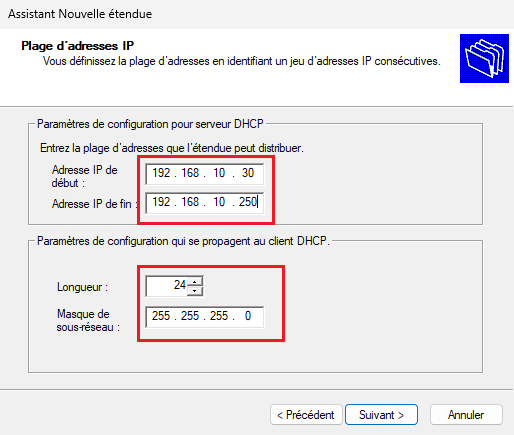 Assistant Nouvelle étendue
Plage d'adresses IP
Vous définissez la plage d'adresses en identifiant un jeu d'adresses IP consécutives.
Paramètres de configuration pour serveur DHCP
Entrez la plage d'adresses que l'étendue peut distribuer.
Adresse IP de
début :
192 . 168 . 10 . 30
Adresse IP de fin :
192 . 168 . 10 . 250
Paramètres de configuration qui se propagent au client DHCP.
Longueur :
24
Masque de
sous-réseau :
255 . 255 . 255 . 0
< Précédent
Suivant >
Annuler